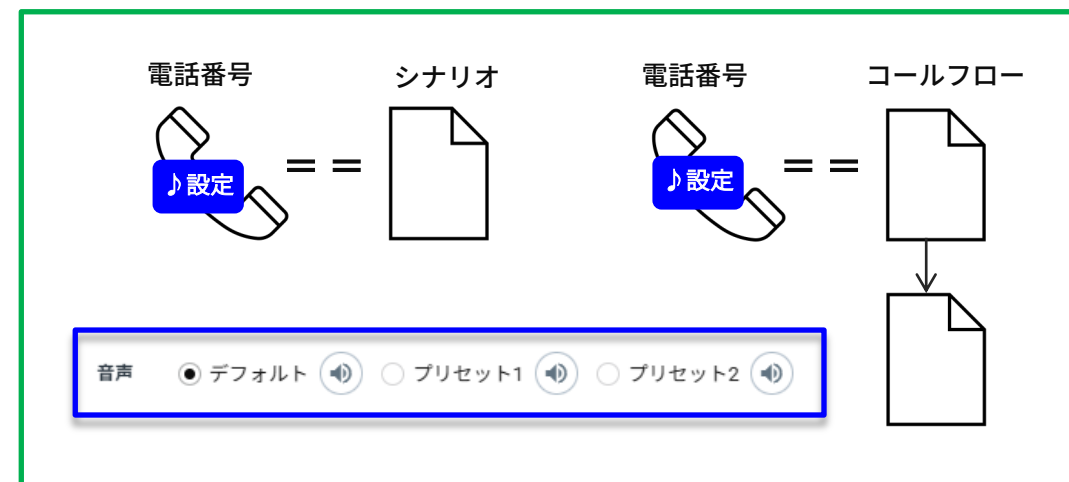 電話番号
シナリオ
電話番号
コールフロー
♪設定
==
♪設定
==
音声 デフォルト プリセット1 プリセット2